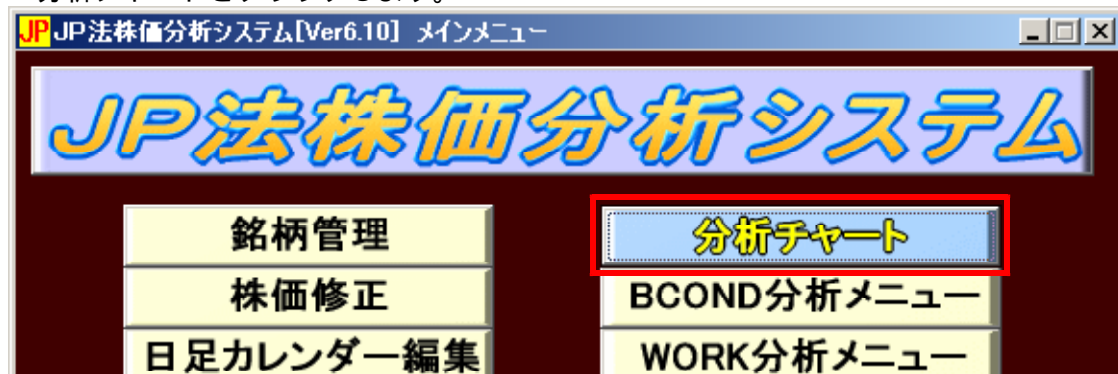 JP JP法株価分析システム[Ver6.10] メインメニュー
JP法株価分析システム
銘柄管理
分析チャート
株価修正
BCOND分析メニュー
日足カレンダー編集
WORK分析メニュー